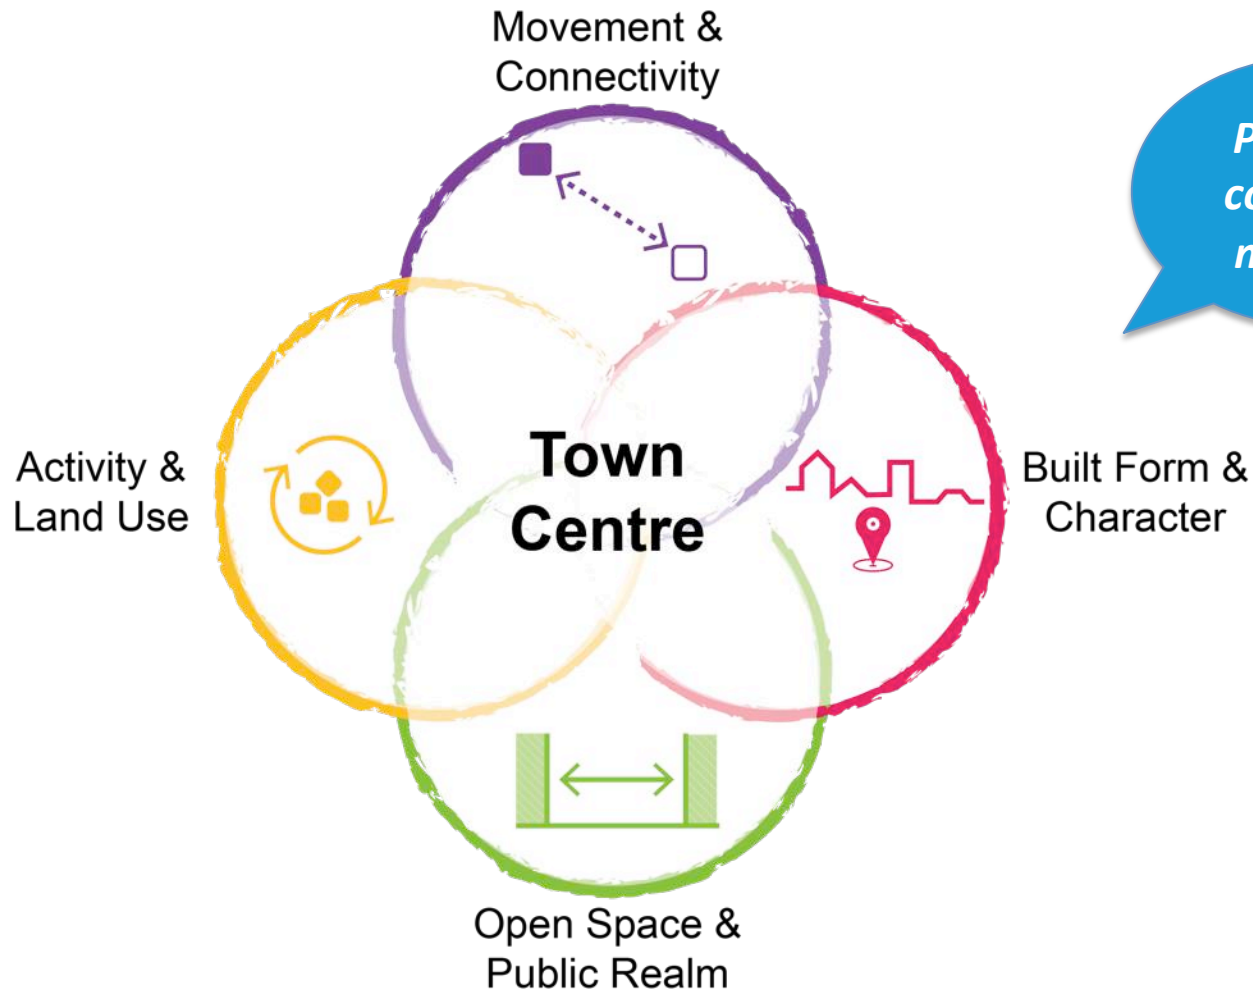 Movement &
Connectivity
Activity &
Land Use
Town
Centre
Built Form &
Character
Open Space &
Public Realm